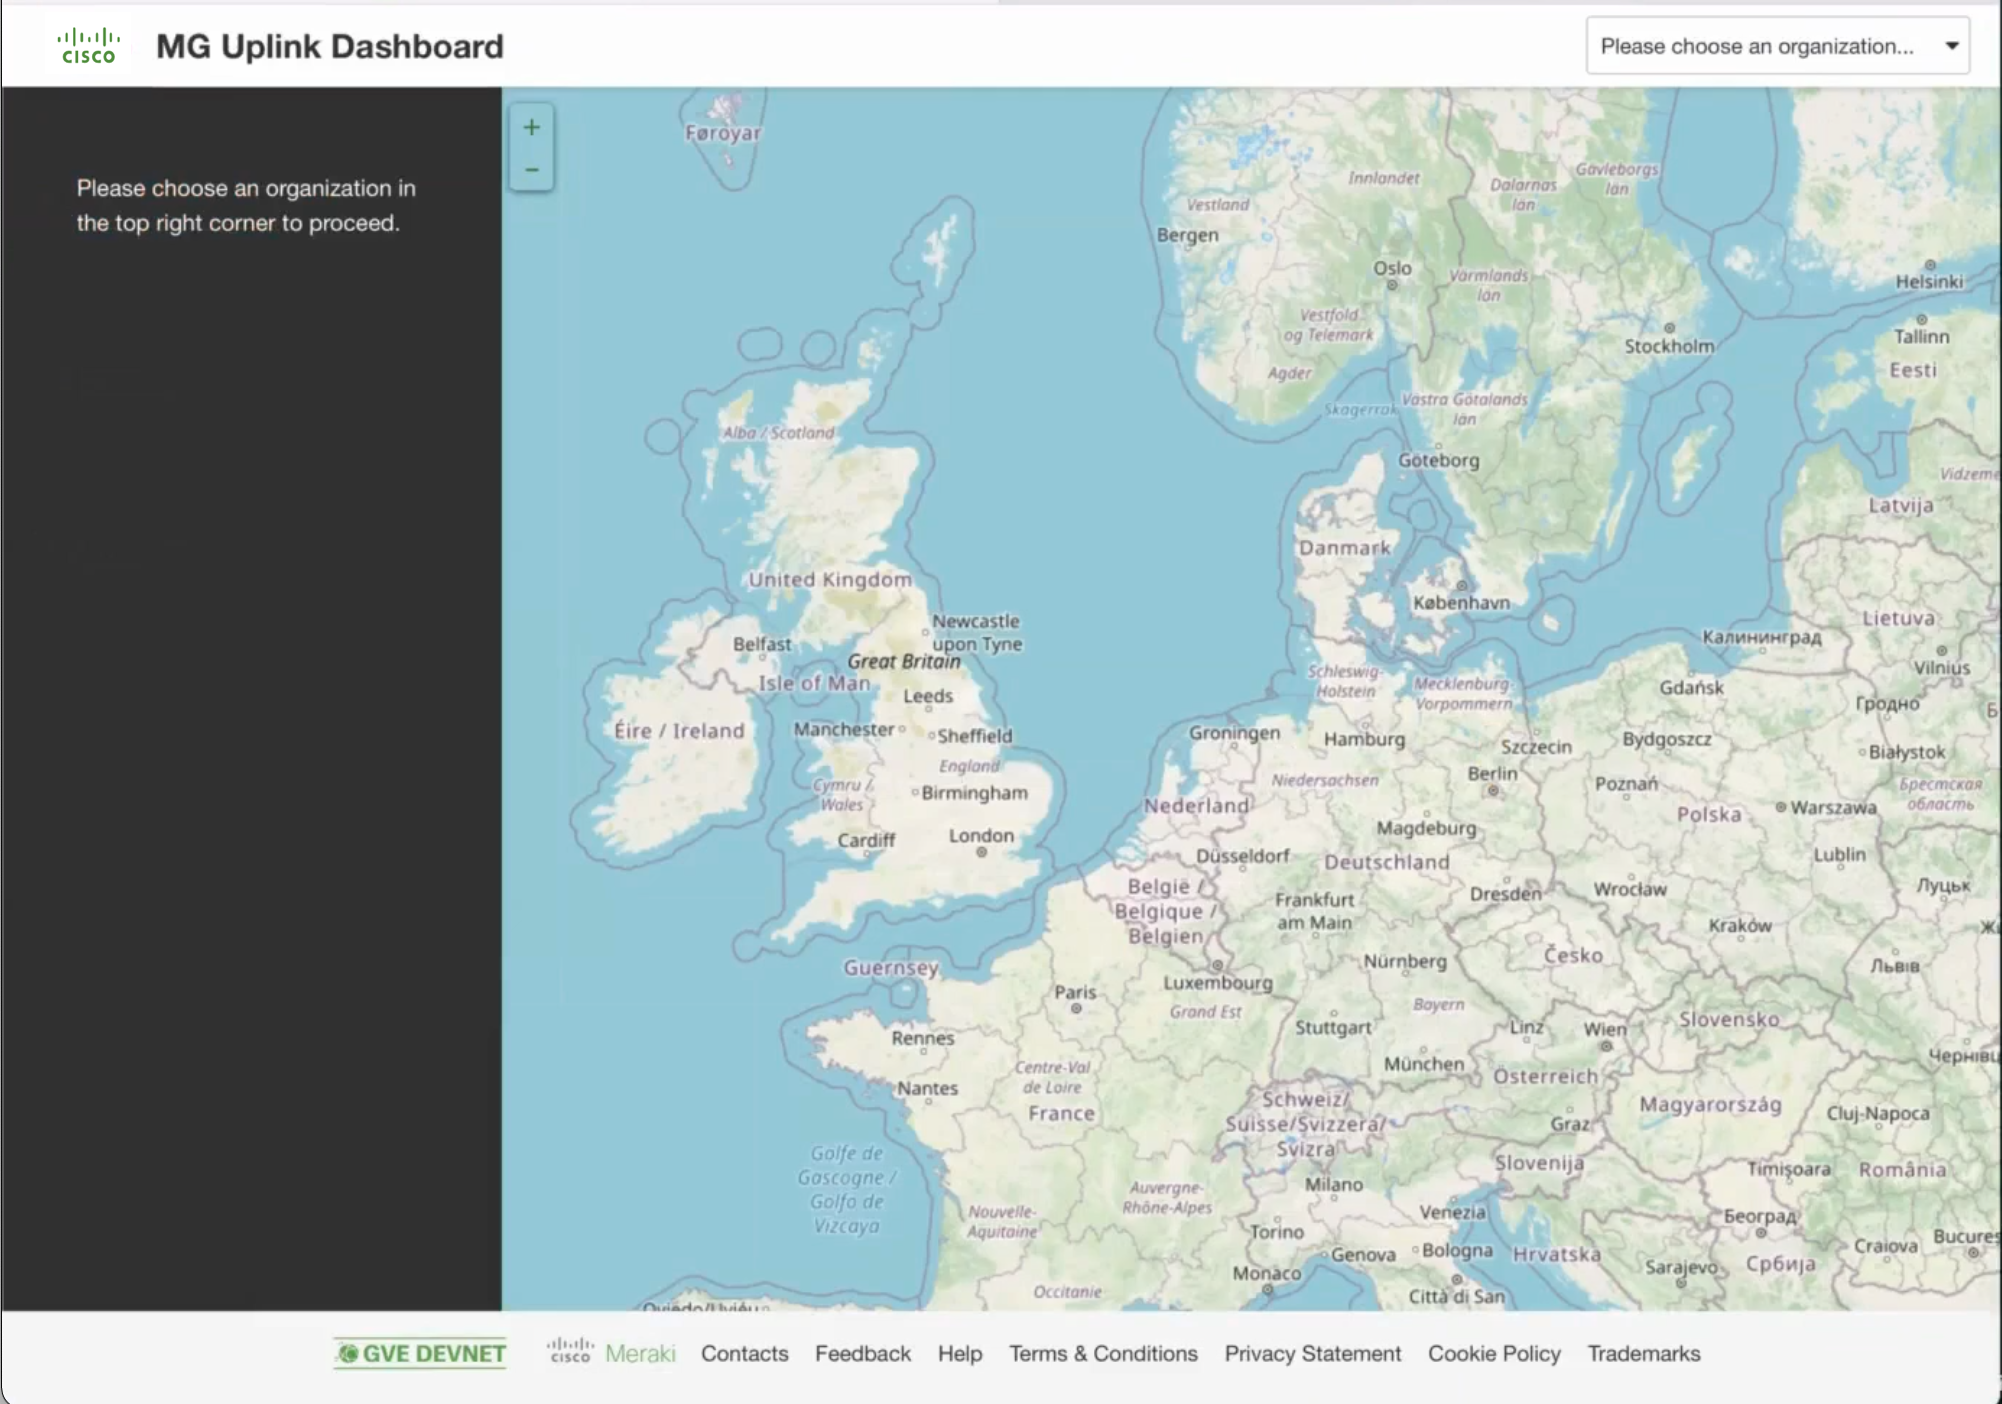 CISCO
MG Uplink Dashboard
Please choose an organization...
Please choose an organization in
the top right corner to proceed.
+
−
Føroyar
Innlandet
Dalarnas
län
Gävleborgs
län
Vestland
Bergen
Oslo
Värmlands
län
Helsinki
Vestfold
og Telemark
Stockholm
Tallinn
Eesti
Agder
Skagerrak
Västra Götalands
län
Alba / Scotland
Göteborg
Vidzeme
Latvija
Danmark
United Kingdom
København
Lietuva
Newcastle
upon Tyne
Belfast
Great Britain
Калининград
Vilnius
Isle of Man
Leeds
Schleswig-
Holstein
Mecklenburg-
Vorpommern
Gdańsk
Гродно
Éire / Ireland
Manchester
Sheffield
Groningen
Hamburg
Szczecin
Bydgoszcz
Białystok
England
Niedersachsen
Berlin
Poznań
Брестская
область
Cymru /
Wales
Birmingham
Nederland
Polska
Warszawa
Cardiff
London
Magdeburg
Düsseldorf
Deutschland
Lublin
België /
Belgique /
Belgien
Frankfurt
am Main
Dresden
Wrocław
Луцьк
Kraków
Guernsey
Česko
Nürnberg
Львів
Luxembourg
Paris
Grand Est
Bayern
Rennes
Stuttgart
Linz
Wien
Slovensko
Centre-Val
de Loire
München
Österreich
Nantes
France
Schweiz/
Suisse/Svizzera/
Svizra
Magyarország
Cluj-Napoca
Graz
Golfe de
Gascogne /
Golfo de
Vizcaya
Slovenija
Timișoara
România
Auvergne-
Rhône-Alpes
Milano
Nouvelle-
Aquitaine
Venezia
Београд
Torino
Genova
Bologna
Hrvatska
Craiova
Monaco
Sarajevo
Србија
Occitanie
Città di San
GVE DEVNET
CISCO Meraki
Contacts
Feedback
Help
Terms & Conditions
Privacy Statement
Cookie Policy
Trademarks